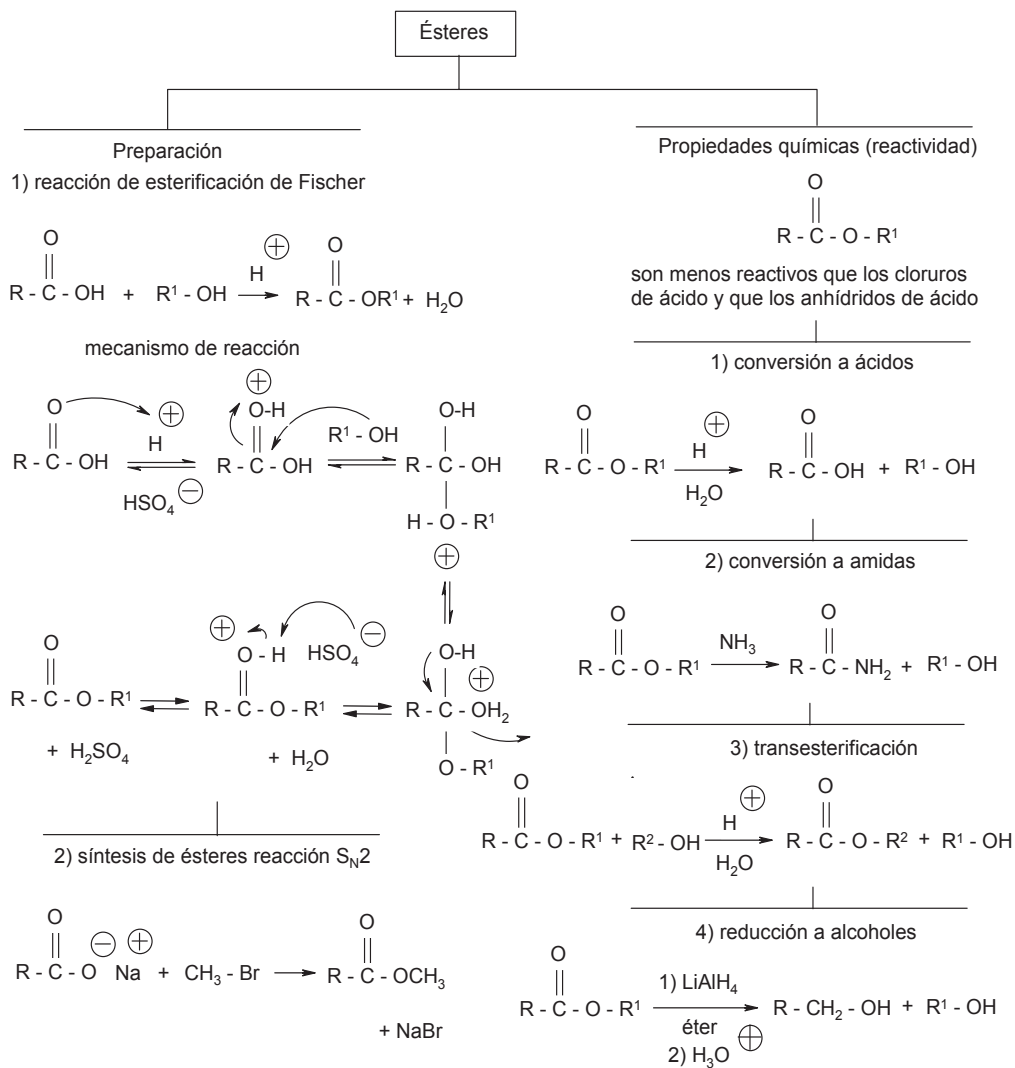 Ésteres
Preparación
1) reacción de esterificación de Fischer
O
R - C - OH + R¹ - OH H ⊕ R - C - OR¹ + H₂O
O
mecanismo de reacción
O ⊕ H
R - C - OH
HSO₄ ⊖
⊕
O-H
R - C - OH
R¹ - OH
O-H
R - C - OH
H - O - R¹
⊕
O-H
R - C - OH₂ ⊕
O - R¹
⊕ O - H HSO₄ ⊖
R - C - O - R¹
+ H₂O
O
R - C - O - R¹
+ H₂SO₄
2) síntesis de ésteres reacción Sₙ2
O
R - C - O ⊖ Na ⊕ + CH₃ - Br
O
R - C - OCH₃
+ NaBr
Propiedades químicas (reactividad)
O
R - C - O - R¹
son menos reactivos que los cloruros
de ácido y que los anhídridos de ácido
1) conversión a ácidos
O
R - C - O - R¹
H ⊕
H₂O
O
R - C - OH + R¹ - OH
2) conversión a amidas
O
R - C - O - R¹
NH₃
O
R - C - NH₂ + R¹ - OH
3) transesterificación
O
R - C - O - R¹ + R² - OH
H ⊕
H₂O
O
R - C - O - R² + R¹ - OH
4) reducción a alcoholes
O
R - C - O - R¹
1) LiAlH₄
éter
2) H₃O ⊕
R - CH₂ - OH + R¹ - OH